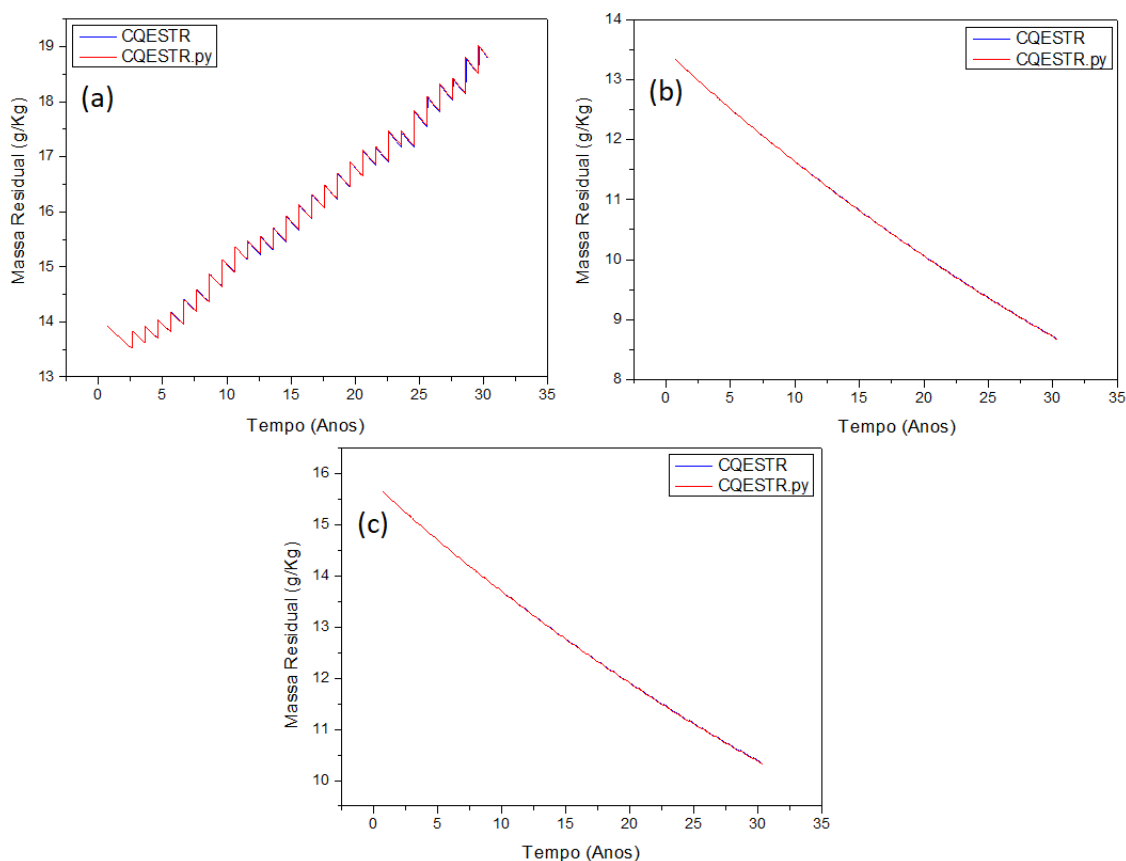 CQESTR
CQESTR.py
(a)
Massa Residual (g/Kg)
19
18
17
16
15
14
13
0 5 10 15 20 25 30 35
Tempo (Anos)
CQESTR
CQESTR.py
(b)
Massa Residual (g/Kg)
14
13
12
11
10
9
8
0 5 10 15 20 25 30 35
Tempo (Anos)
CQESTR
CQESTR.py
(c)
Massa Residual (g/Kg)
16
15
14
13
12
11
10
0 5 10 15 20 25 30 35
Tempo (Anos)